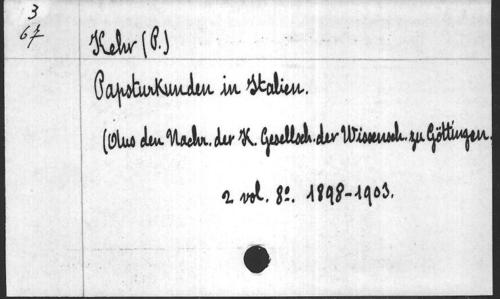 3
67
Kehr (P.)
Papsturkunden in Italien.
(Aus den Nachr. der K. Gesellsch. der Wissensch. zu Göttingen.
2 vol. 8º. 1898-1903.